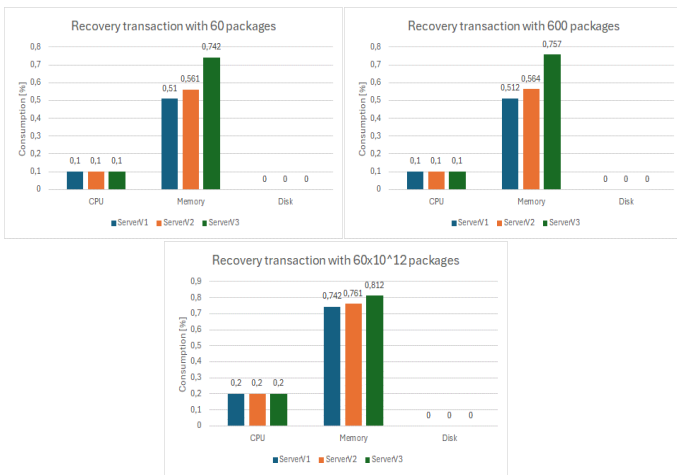 Recovery transaction with 60 packages
Consumption [%]
0,8
0,7
0,6
0,5
0,4
0,3
0,2
0,1
0
0,1 0,1 0,1
0,51 0,561 0,742
0 0 0
CPU Memory Disk
ServerV1 ServerV2 ServerV3
Recovery transaction with 600 packages
Consumption [%]
0,8
0,7
0,6
0,5
0,4
0,3
0,2
0,1
0
0,1 0,1 0,1
0,512 0,564 0,757
0 0 0
CPU Memory Disk
ServerV1 ServerV2 ServerV3
Recovery transaction with 60x10^12 packages
Consumption [%]
0,9
0,8
0,7
0,6
0,5
0,4
0,3
0,2
0,1
0
0,2 0,2 0,2
0,742 0,761 0,812
0 0 0
CPU Memory Disk
ServerV1 ServerV2 ServerV3